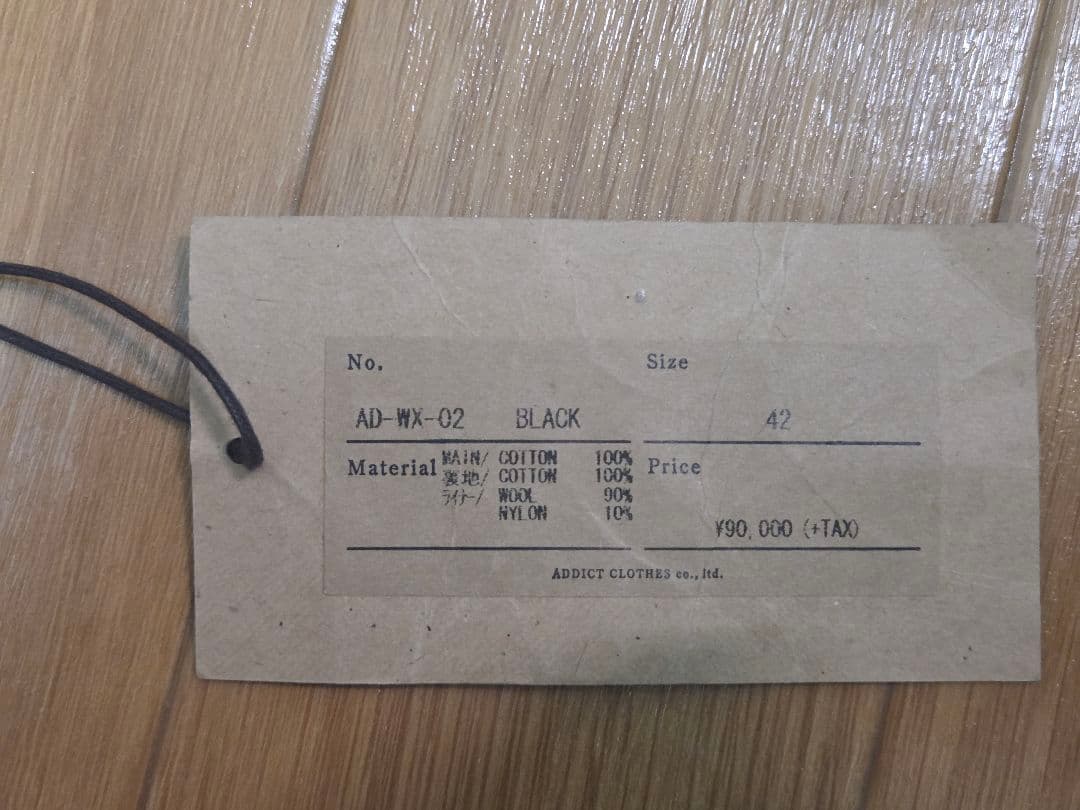 No.
Size
AD-WX-02 BLACK
42
Material MAIN/ COTTON 100%
裏地/ COTTON 100%
ライナー/ WOOL 90%
NYLON 10%
Price
¥90,000 (+TAX)
ADDICT CLOTHES co., ltd.